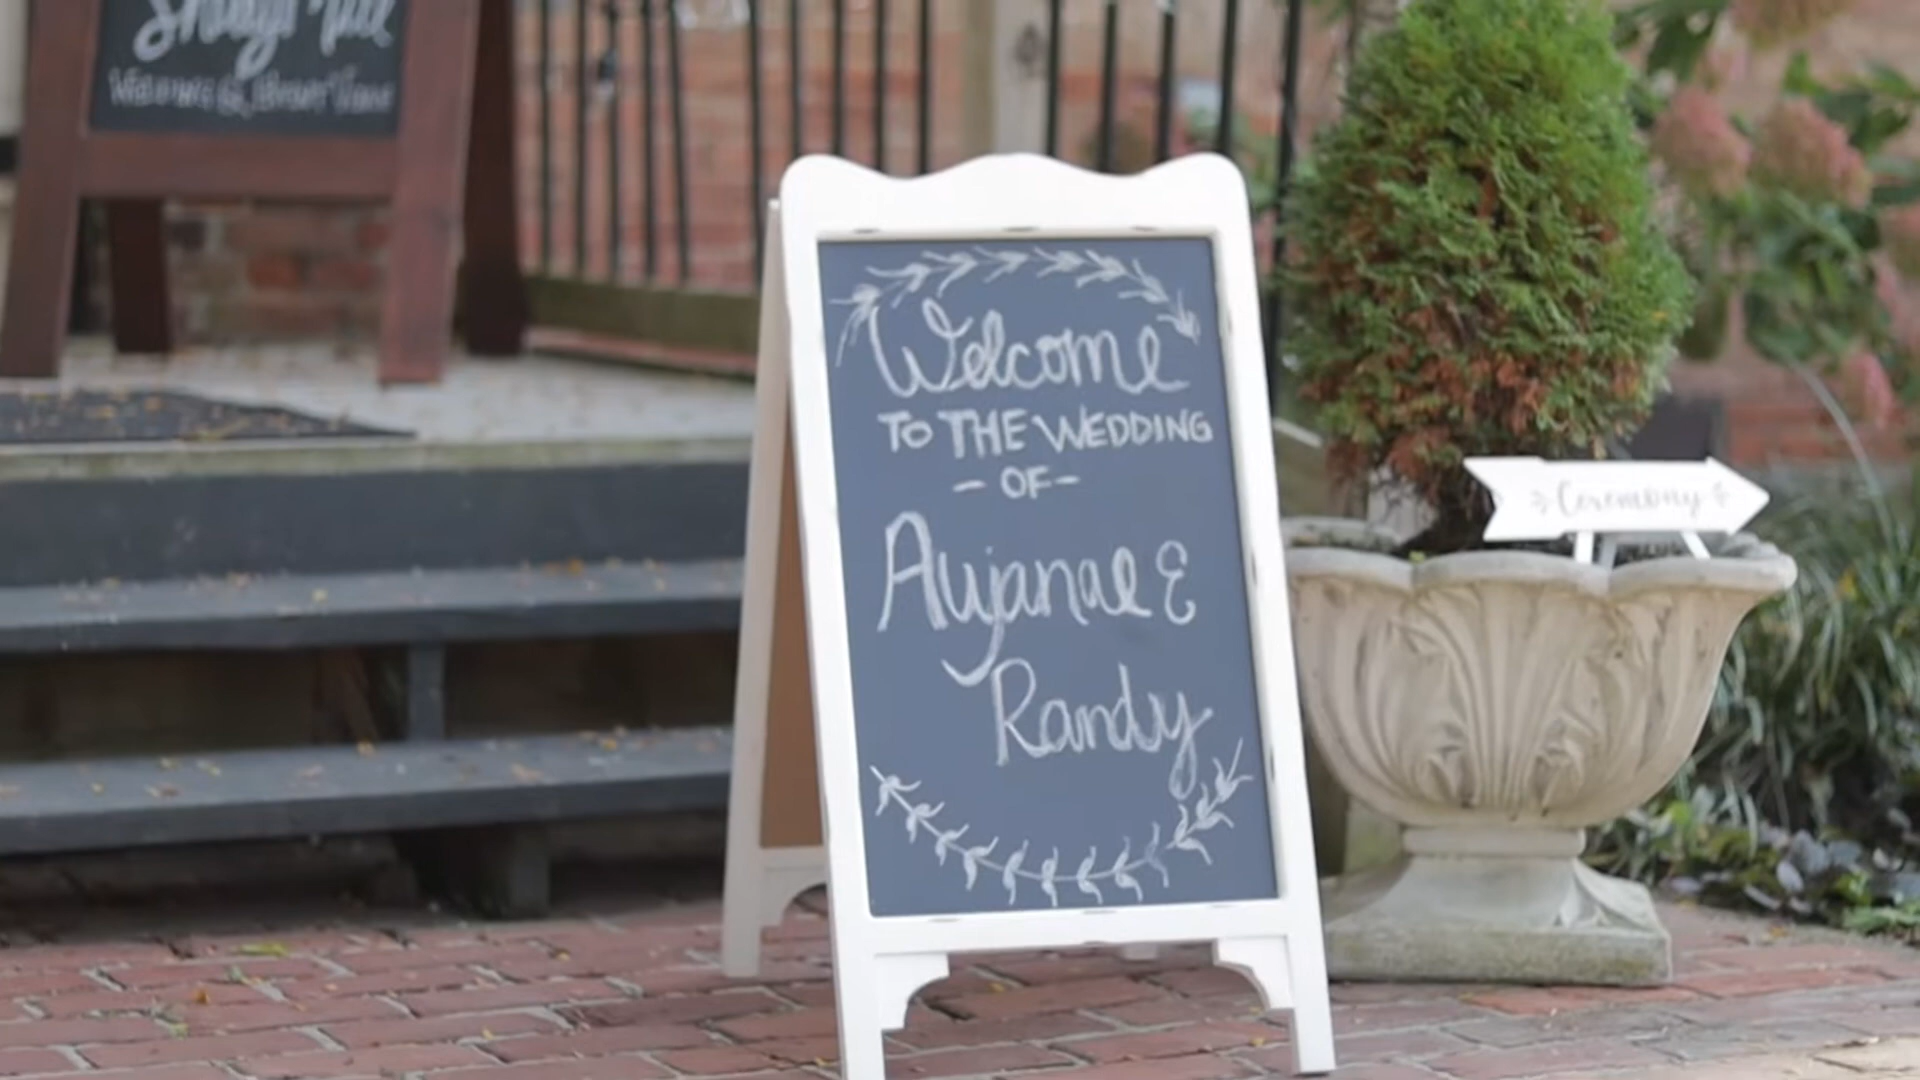 Welcome
TO THE WEDDING
- OF -
Aujanae &
Randy
Ceremony